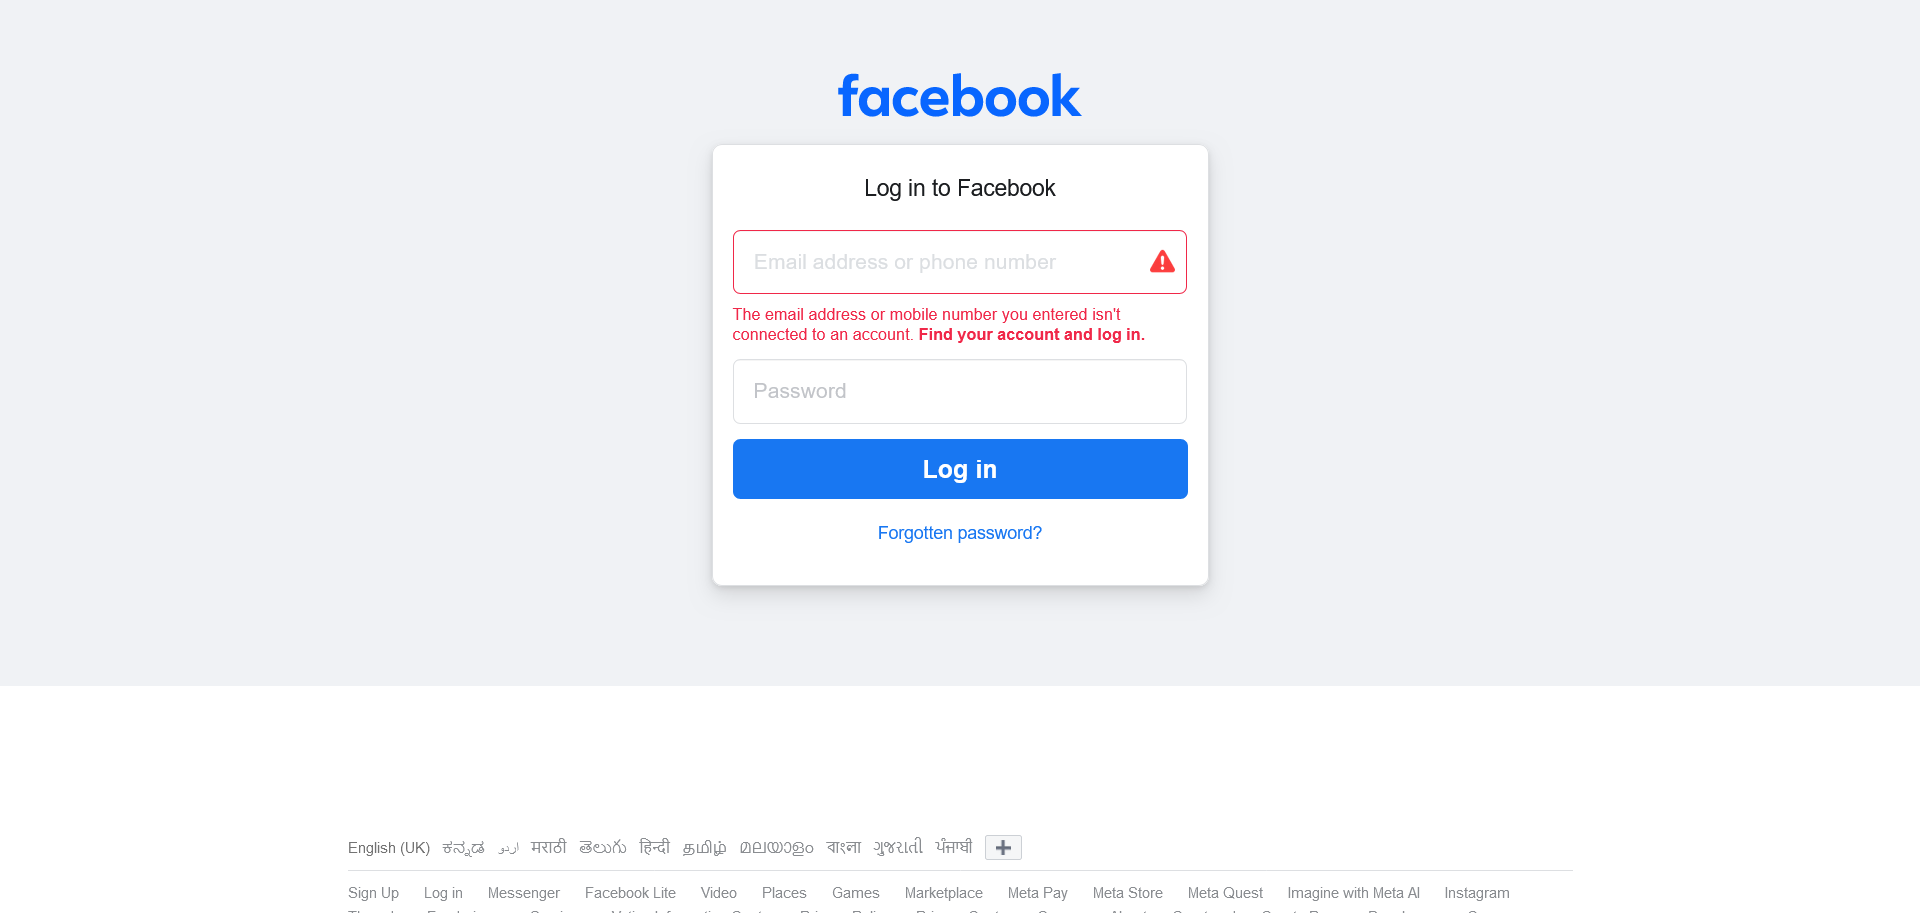 facebook
Log in to Facebook
Email address or phone number
The email address or mobile number you entered isn't
connected to an account. Find your account and log in.
Password
Log in
Forgotten password?
English (UK) ಕನ್ನಡ اردو मराठी తెలుగు हिन्दी தமிழ் മലയാളം বাংলা ગુજરાતી ਪੰਜਾਬੀ
Sign Up Log in Messenger Facebook Lite Video Places Games Marketplace Meta Pay Meta Store Meta Quest Imagine with Meta AI Instagram